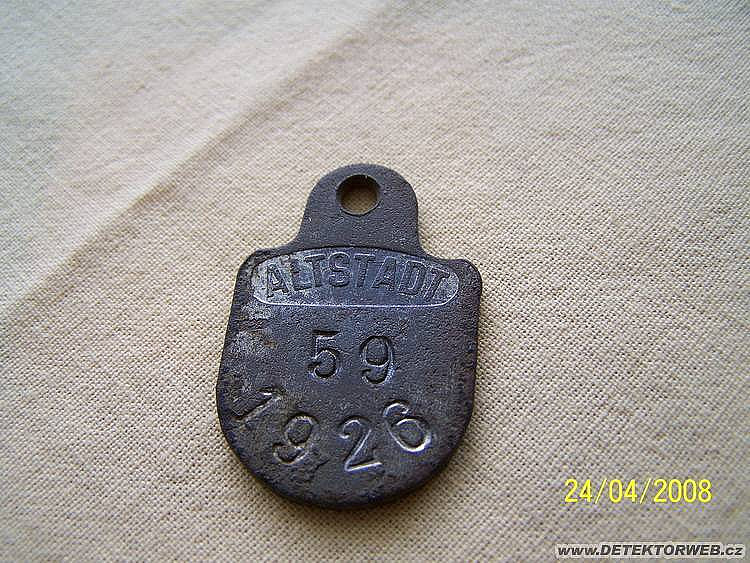 ALTSTADT
59
1926
24/04/2008
www.DETEKTORWEB.cz